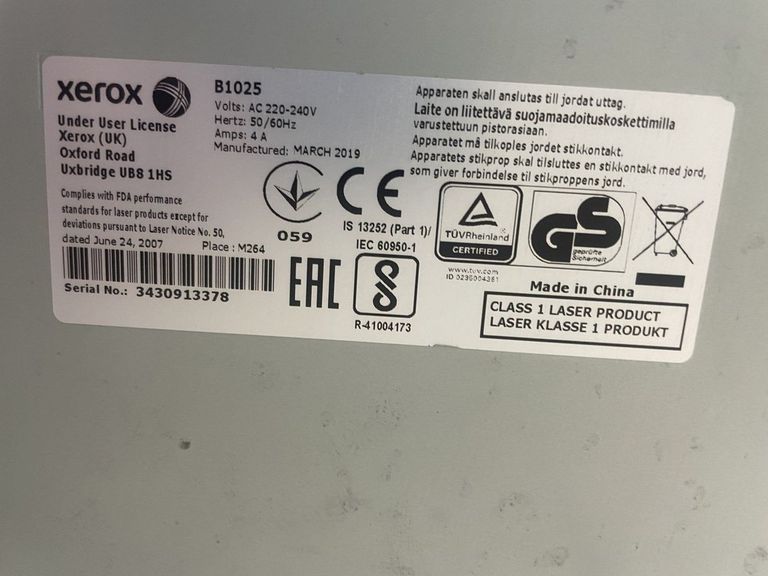 xerox
Under User License
Xerox (UK)
Oxford Road
Uxbridge UB8 1HS
Complies with FDA performance
standards for laser products except for
deviations pursuant to Laser Notice No. 50,
dated June 24, 2007 Place : M264
Serial No.: 3430913378
B1025
Volts: AC 220-240V
Hertz: 50/60Hz
Amps: 4 A
Manufactured: MARCH 2019
059
CE
IS 13252 (Part 1)/
IEC 60950-1
EAC
R-41004173
Apparaten skall anslutas till jordat uttag.
Laite on liitettävä suojamaadoituskoskettimilla
varustettuun pistorasiaan.
Apparatet må tilkoples jordet stikkontakt.
Apparatets stikprop skal tilsluttes en stikkontakt med jord,
som giver forbindelse til stikproppens jord.
TÜVRheinland
CERTIFIED
www.tuv.com
GS
geprüfte
Sicherheit
Made in China
CLASS 1 LASER PRODUCT
LASER KLASSE 1 PRODUKT